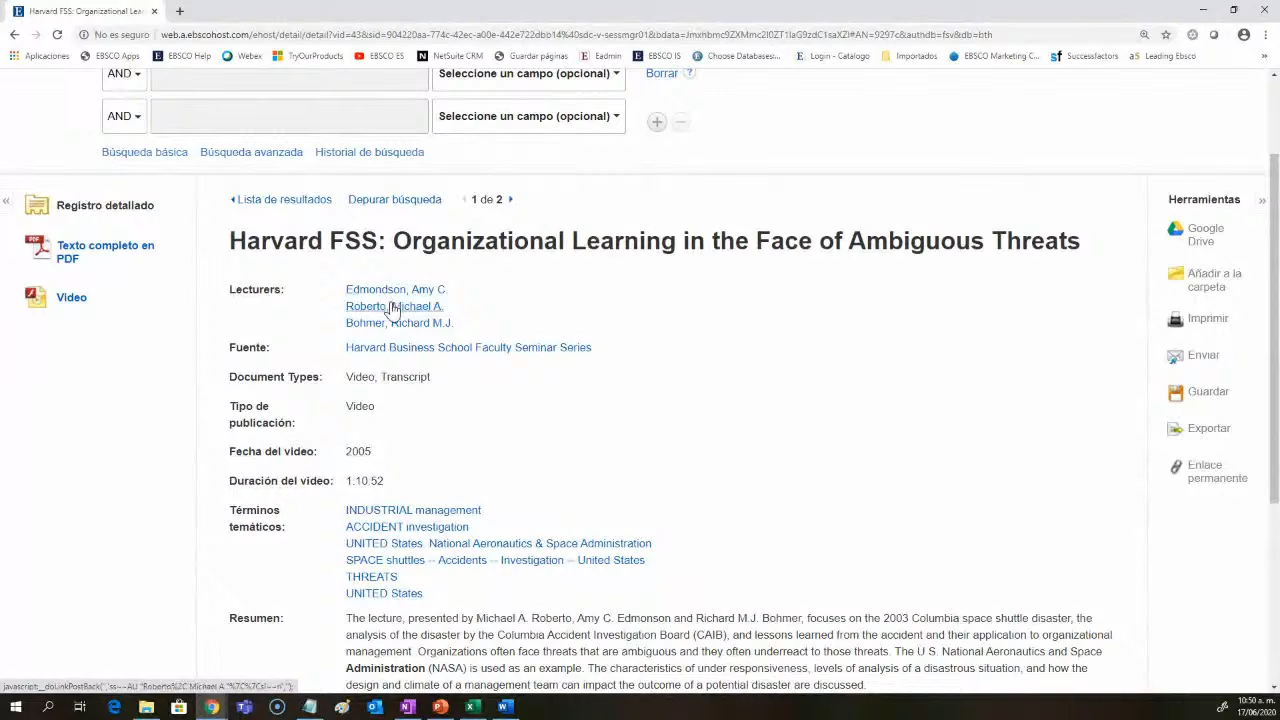 Harvard FSS: Organizational Lear
No es seguro
web.a.ebscohost.com/ehost/detail/detail?vid=43&sid=904220aa-774c-42ec-a00e-442e722dbb14%40sdc-v-sessmgr01&bdata=Jmxhbmc9ZXMmc2l0ZT1laG9zdC1saXZl#AN=9297c&authdb=fsv&db=bth
Aplicaciones
EBSCO Apps
EBSCO Help
Webex
TryOurProducts
EBSCO ES
NetSuite CRM
Guardar páginas
Eadmin
EBSCO IS
Choose Databases:..
Login - Catalogo
Importados
EBSCO Marketing C...
Successfactors
Leading Ebsco
AND
Seleccione un campo (opcional)
Borrar
AND
Seleccione un campo (opcional)
Búsqueda básica
Búsqueda avanzada
Historial de búsqueda
Registro detallado
Texto completo en
PDF
Video
Lista de resultados
Depurar búsqueda
1 de 2
Harvard FSS: Organizational Learning in the Face of Ambiguous Threats
Lecturers:
Edmondson, Amy C.
Roberto, Michael A.
Bohmer, Richard M.J.
Fuente:
Harvard Business School Faculty Seminar Series
Document Types:
Video, Transcript
Tipo de
publicación:
Video
Fecha del video:
2005
Duración del video:
1:10:52
Términos
temáticos:
INDUSTRIAL management
ACCIDENT investigation
UNITED States. National Aeronautics & Space Administration
SPACE shuttles -- Accidents -- Investigation -- United States
THREATS
UNITED States
Resumen:
The lecture, presented by Michael A. Roberto, Amy C. Edmonson and Richard M.J. Bohmer, focuses on the 2003 Columbia space shuttle disaster, the
analysis of the disaster by the Columbia Accident Investigation Board (CAIB), and lessons learned from the accident and their application to organizational
management. Organizations often face threats that are ambiguous and they often underreact to those threats. The U.S. National Aeronautics and Space
Administration (NASA) is used as an example. The characteristics of under responsiveness, levels of analysis of a disastrous situation, and how the
design and climate of a management team can impact the outcome of a potential disaster are discussed.
Herramientas
Google
Drive
Añadir a la
carpeta
Imprimir
Enviar
Guardar
Exportar
Enlace
permanente
10:50 a. m.
17/06/2020